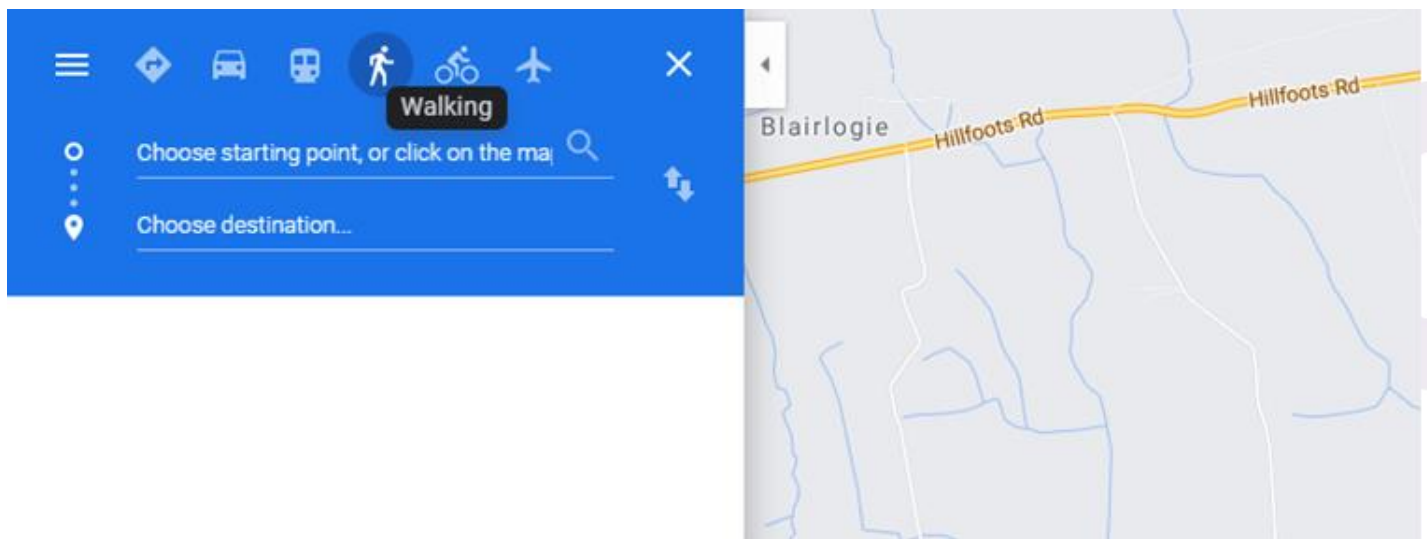 Walking
Choose starting point, or click on the ma
Choose destination...
Blairlogie
Hillfoots Rd
Hillfoots Rd